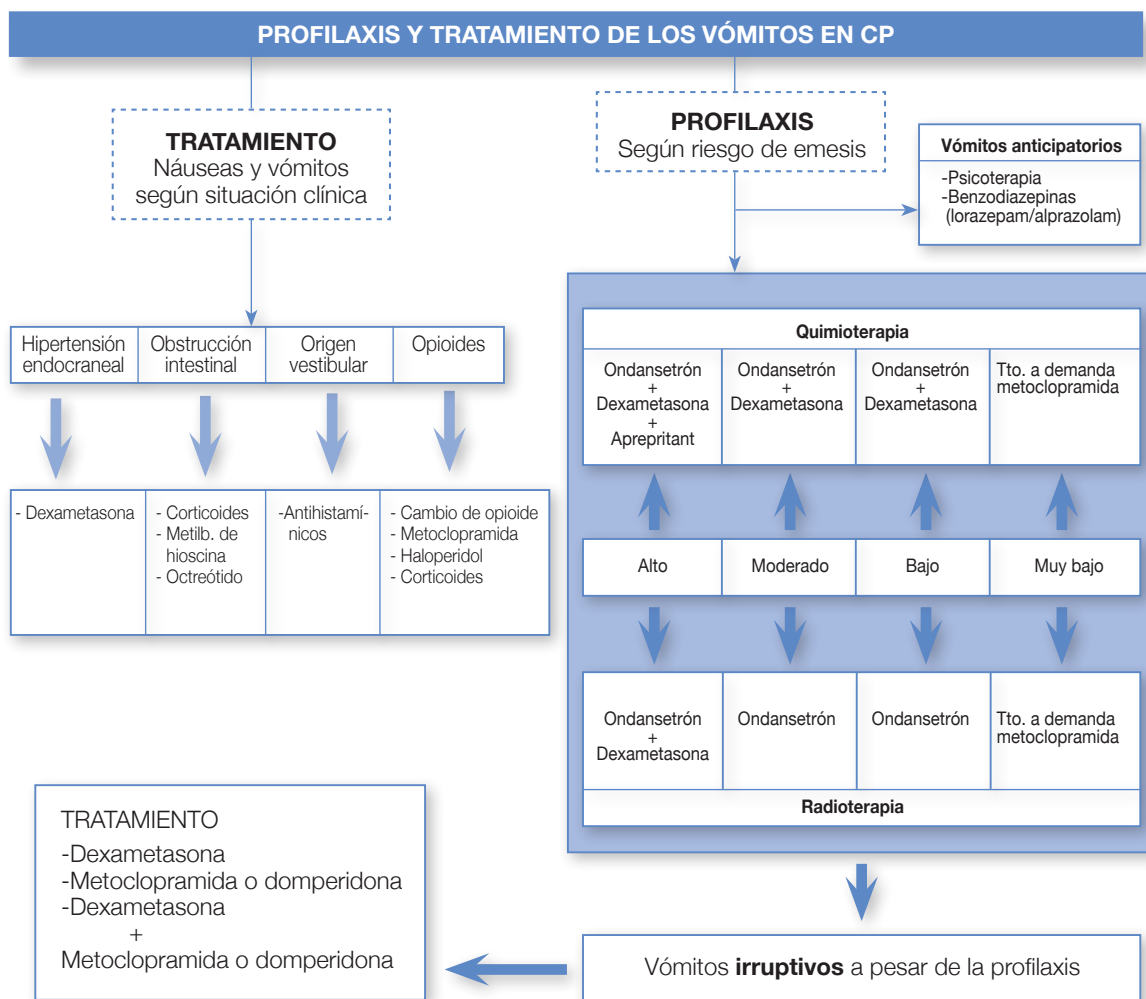 PROFILAXIS Y TRATAMIENTO DE LOS VÓMITOS EN CP
TRATAMIENTO
Náuseas y vómitos
según situación clínica
PROFILAXIS
Según riesgo de emesis
Vómitos anticipatorios
-Psicoterapia
-Benzodiazepinas
(lorazepam/alprazolam)
Hipertensión
endocraneal
Obstrucción
intestinal
Origen
vestibular
Opioides
- Dexametasona
- Corticoides
- Metilb. de
hioscina
- Octreótido
-Antihistamí-
nicos
- Cambio de opioide
- Metoclopramida
- Haloperidol
- Corticoides
Quimioterapia
Ondansetrón
+
Dexametasona
+
Aprepritant
Ondansetrón
+
Dexametasona
Ondansetrón
+
Dexametasona
Tto. a demanda
metoclopramida
Alto
Moderado
Bajo
Muy bajo
Ondansetrón
+
Dexametasona
Ondansetrón
Ondansetrón
Tto. a demanda
metoclopramida
Radioterapia
Vómitos irruptivos a pesar de la profilaxis
TRATAMIENTO
-Dexametasona
-Metoclopramida o domperidona
-Dexametasona
+
Metoclopramida o domperidona